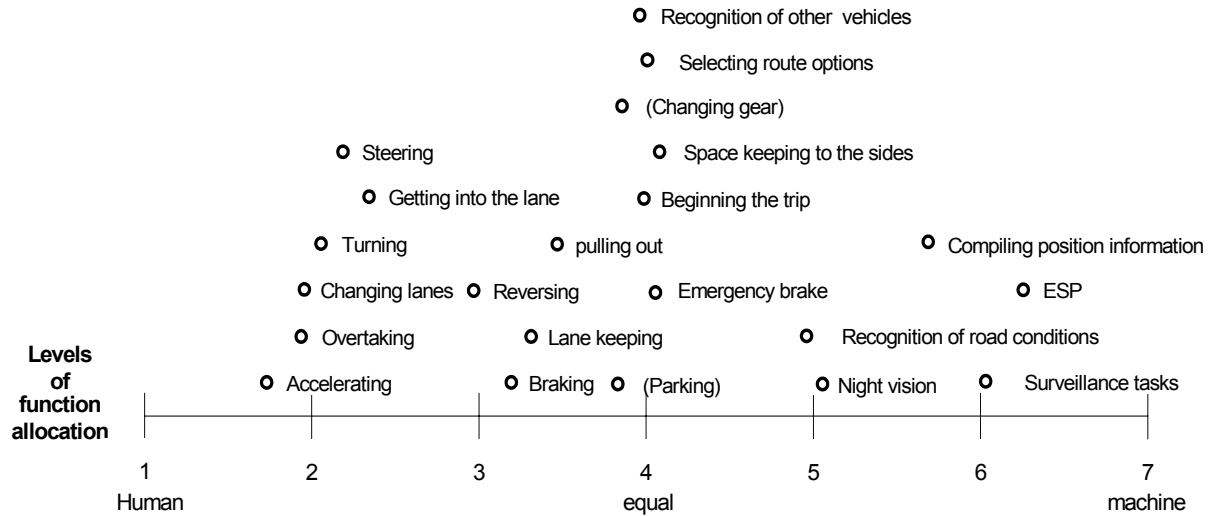 Recognition of other vehicles
Selecting route options
(Changing gear)
Steering Space keeping to the sides
Getting into the lane Beginning the trip
Turning pulling out Compiling position information
Changing lanes Reversing Emergency brake ESP
Overtaking Lane keeping Recognition of road conditions
Accelerating Braking (Parking) Night vision Surveillance tasks
Levels
of
function
allocation
1 2 3 4 5 6 7
Human equal machine